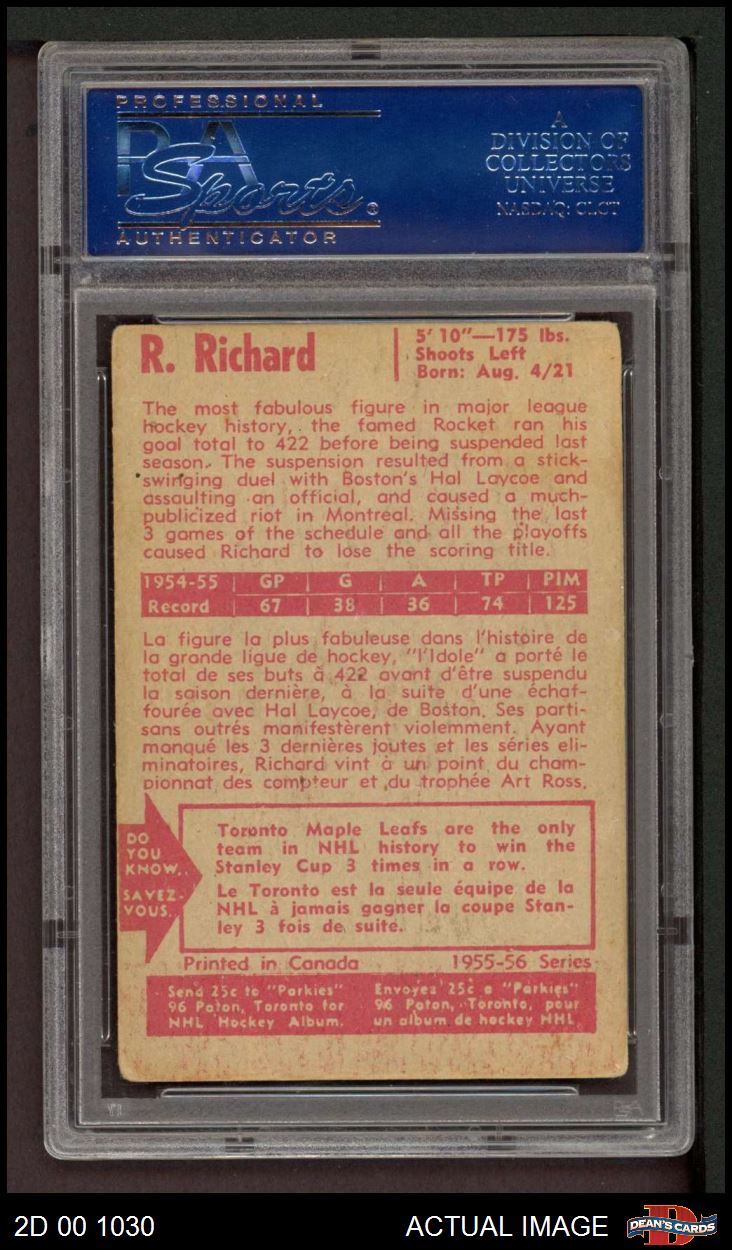 PROFESSIONAL
PSA
Sports
AUTHENTICATOR
A
DIVISION OF
COLLECTORS
UNIVERSE
NASDAQ: CLCT
R. Richard
5' 10"—175 lbs.
Shoots Left
Born: Aug. 4/21
The most fabulous figure in major league
hockey history, the famed Rocket ran his
goal total to 422 before being suspended last
season. The suspension resulted from a stick-
swinging duel with Boston's Hal Laycoe and
assaulting an official, and caused a much-
publicized riot in Montreal. Missing the last
3 games of the schedule and all the playoffs
caused Richard to lose the scoring title.
1954-55 | GP | G | A | TP | PIM
Record | 67 | 38 | 36 | 74 | 125
La figure la plus fabuleuse dans l'histoire de
la grande ligue de hockey, "l'Idole" a porté le
total de ses buts à 422 avant d'être suspendu
la saison dernière, à la suite d'une échaf-
fourée avec Hal Laycoe, de Boston. Ses parti-
sans outrés manifestèrent violemment. Ayant
manqué les 3 dernières joutes et les séries eli-
minatoires, Richard vint à un point du cham-
pionnat des compteur et du trophée Art Ross.
DO
YOU
KNOW..
SAVEZ-
VOUS.
Toronto Maple Leafs are the only
team in NHL history to win the
Stanley Cup 3 times in a row.
Le Toronto est la seule équipe de la
NHL à jamais gagner la coupe Stan-
ley 3 fois de suite.
Printed in Canada
1955-56 Series
Send 25c to "Parkies"
96 Paton, Toronto for
NHL Hockey Album.
Envoyez 25c a "Parkies"
96 Paton, Toronto, pour
un album de hockey NHL
PSA
2D 00 1030
ACTUAL IMAGE
D
DEAN'S CARDS